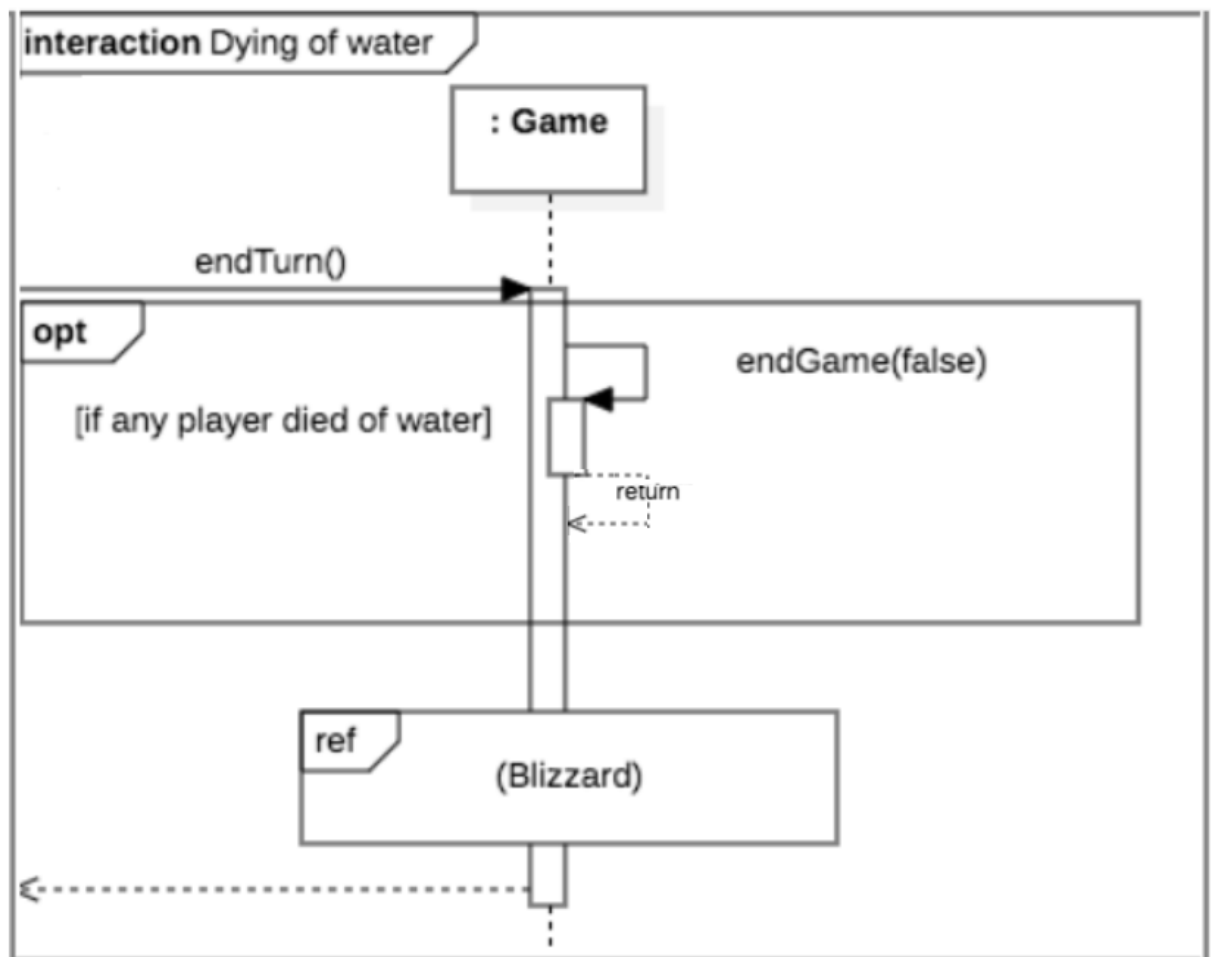 interaction Dying of water
: Game
endTurn()
opt
endGame(false)
[if any player died of water]
return
ref
(Blizzard)